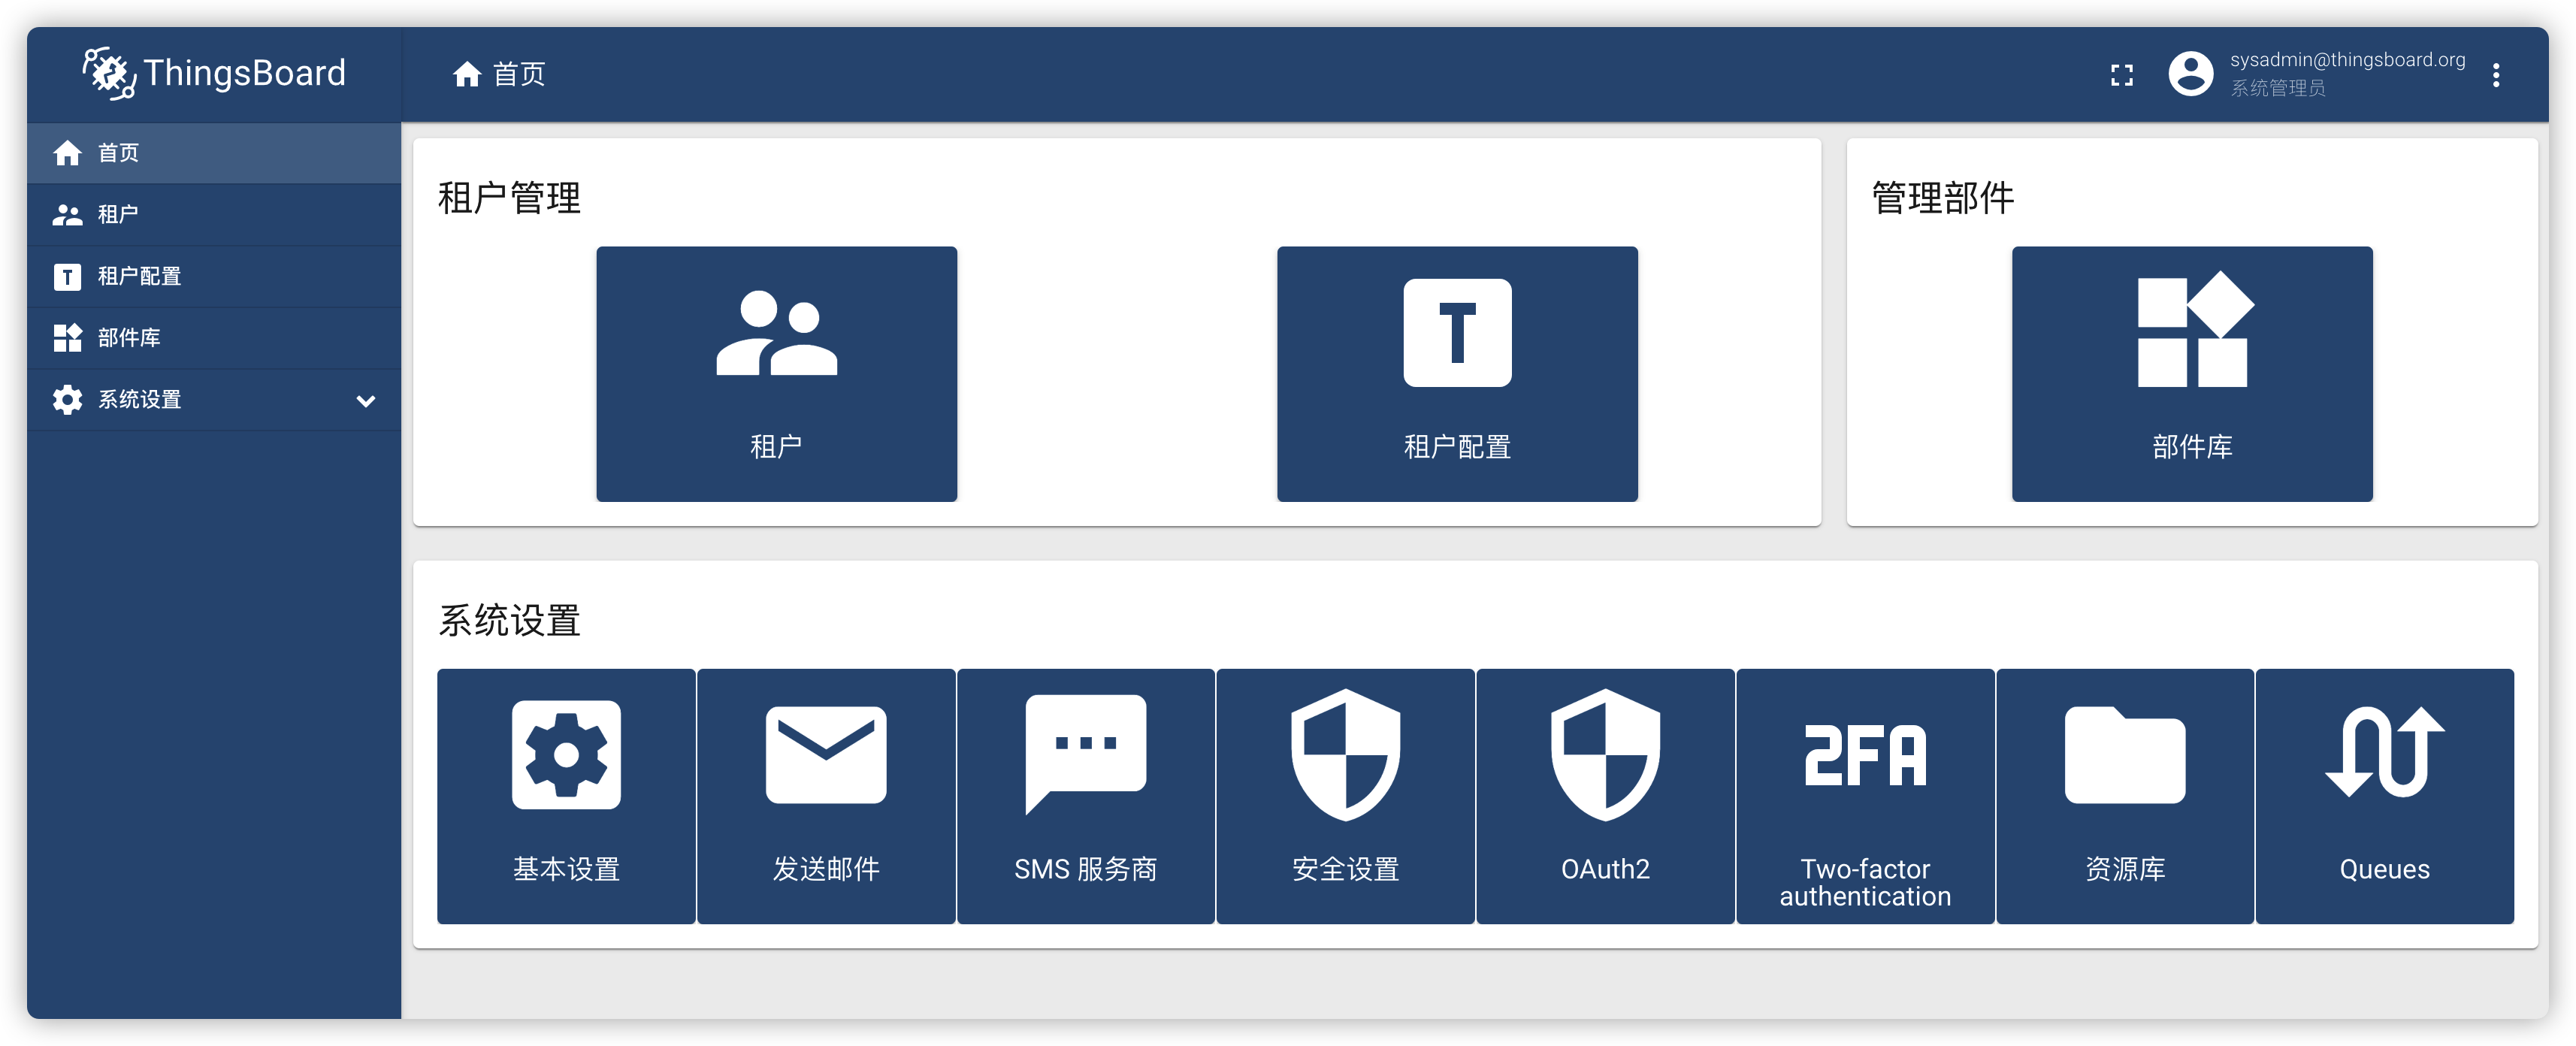 ThingsBoard
首页
sysadmin@thingsboard.org
系统管理员
首页
租户
租户配置
部件库
系统设置
租户管理
租户
租户配置
管理部件
部件库
系统设置
基本设置
发送邮件
SMS 服务商
安全设置
OAuth2
2FA
Two-factor
authentication
资源库
Queues